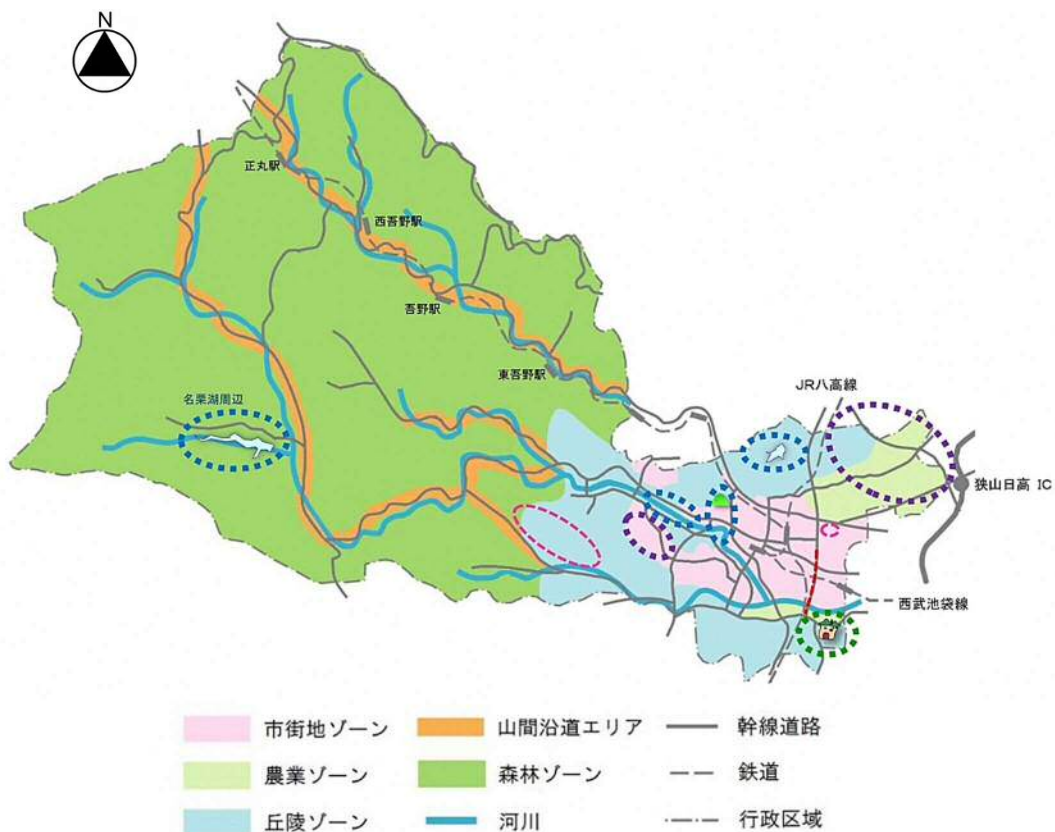 N
正丸駅
西吾野駅
吾野駅
東吾野駅
名栗湖周辺
JR八高線
狭山日高 IC
西武池袋線
市街地ゾーン
山間沿道エリア
幹線道路
農業ゾーン
森林ゾーン
鉄道
丘陵ゾーン
河川
行政区域